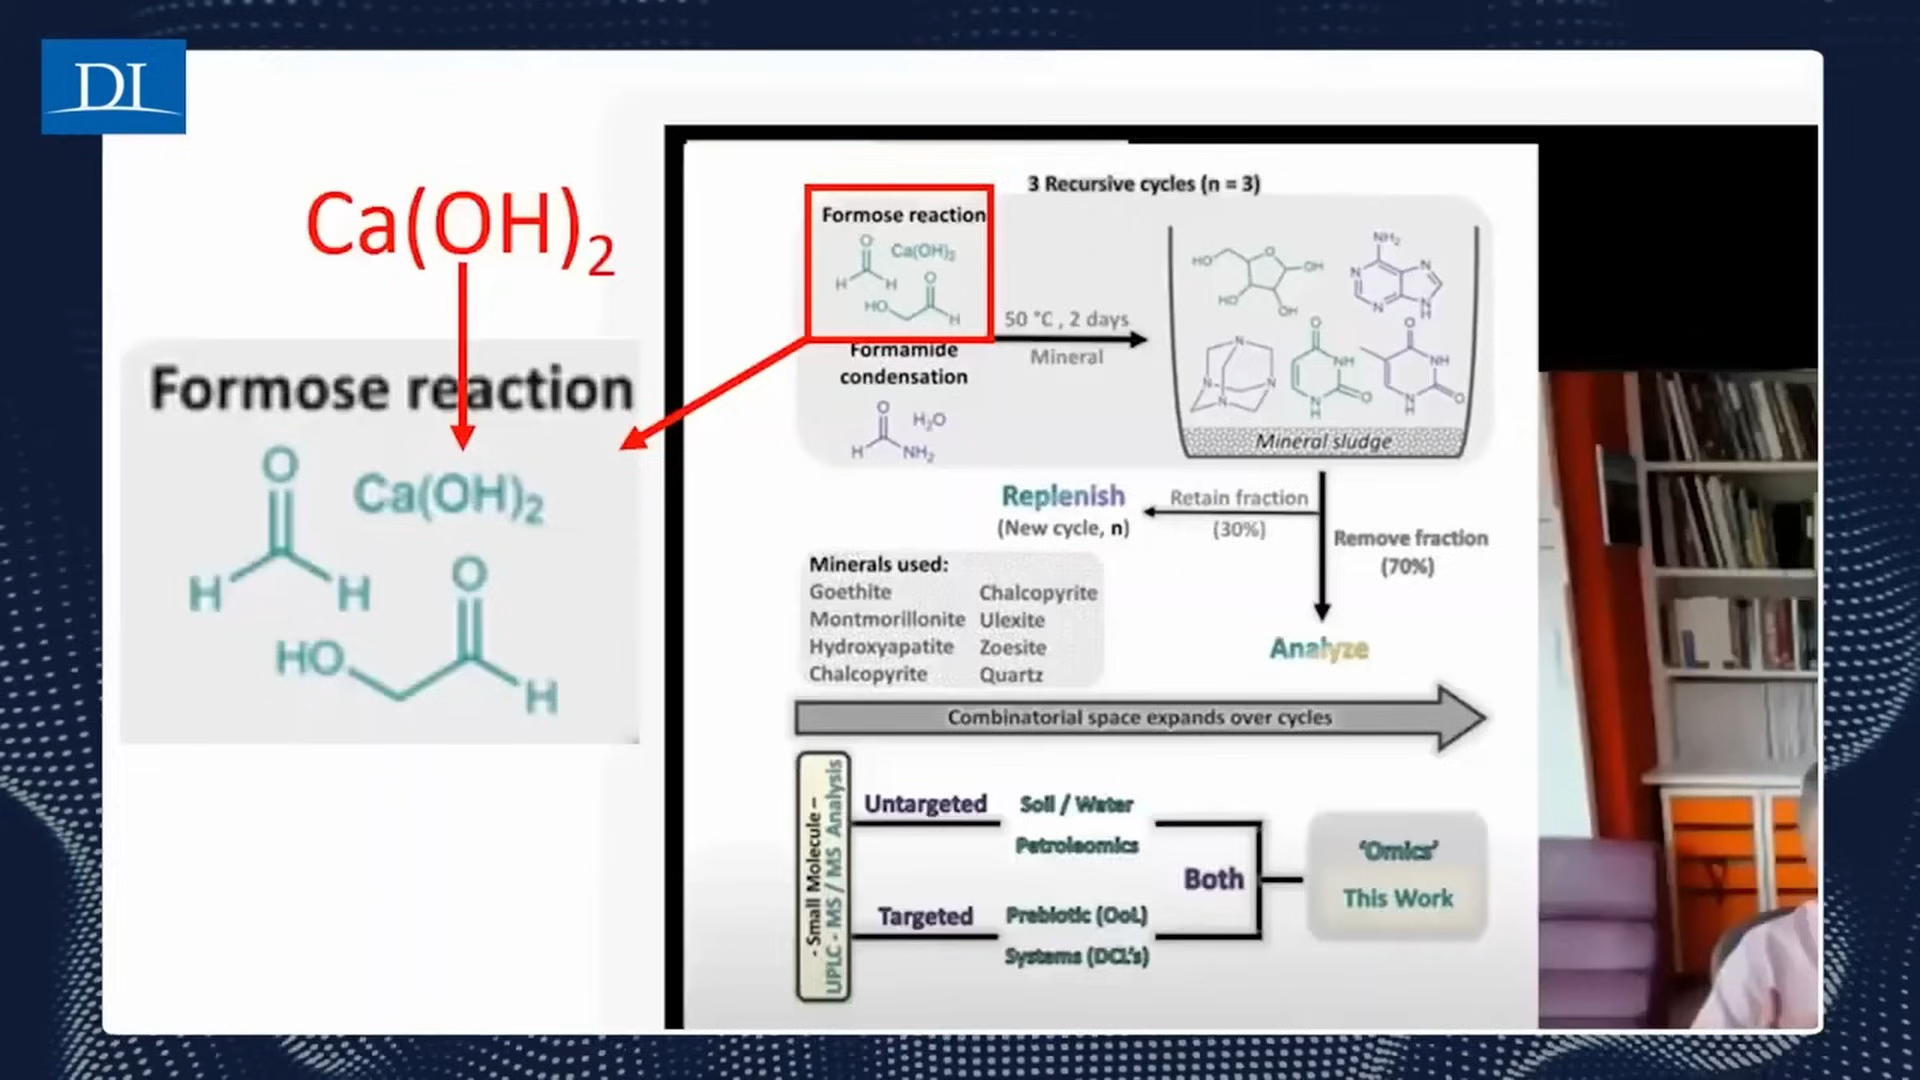 DI
Ca(OH)₂
Formose reaction
O
Ca(OH)₂
H H
O
HO
H
3 Recursive cycles (n = 3)
Formose reaction
O
Ca(OH)₂
H H
O
HO
H
Formamide
condensation
O
H₂O
H NH₂
50 °C , 2 days
Mineral
HO O OH
HO OH
NH₂
N N
N N
H
N
N N
N
O
NH
N O
H
O
NH
N O
H
Mineral sludge
Replenish
(New cycle, n)
Retain fraction
(30%)
Remove fraction
(70%)
Analyze
Minerals used:
Goethite Chalcopyrite
Montmorillonite Ulexite
Hydroxyapatite Zoesite
Chalcopyrite Quartz
Combinatorial space expands over cycles
- Small Molecule –
UPLC - MS / MS Analysis
Untargeted
Soil / Water
Petroleomics
Targeted
Prebiotic (OoL)
Systems (DCL's)
Both
'Omics'
This Work